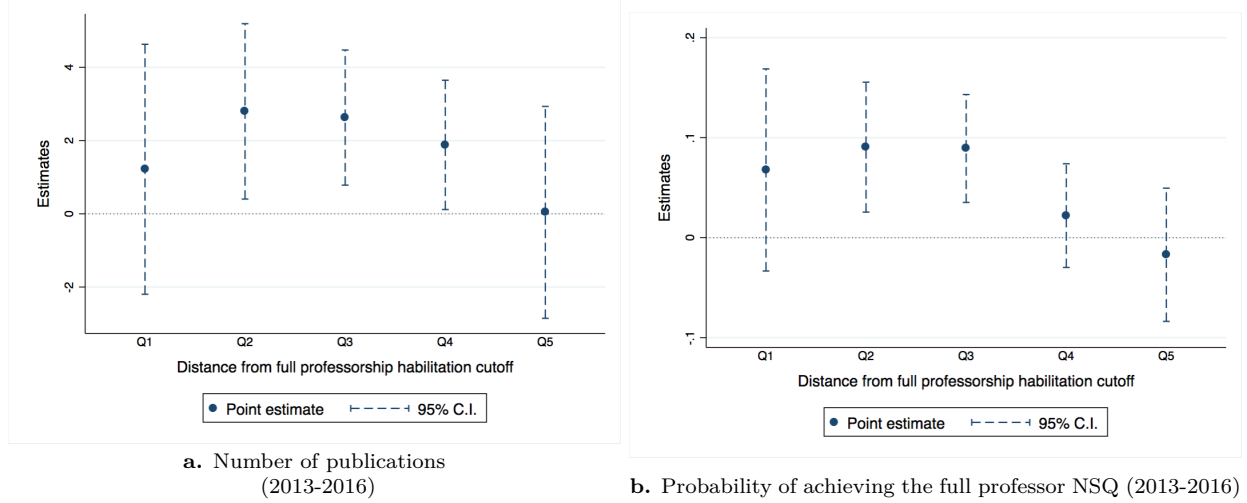 Estimates
4
2
0
-2
Q1 Q2 Q3 Q4 Q5
Distance from full professorship habilitation cutoff
Point estimate 95% C.I.
a. Number of publications
(2013-2016)
Estimates
.2
.1
0
-.1
Q1 Q2 Q3 Q4 Q5
Distance from full professorship habilitation cutoff
Point estimate 95% C.I.
b. Probability of achieving the full professor NSQ (2013-2016)